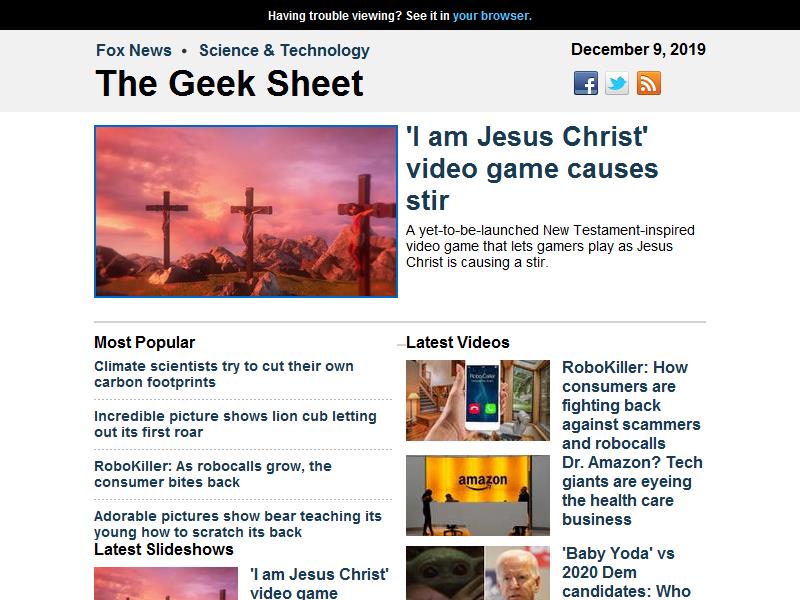 Having trouble viewing? See it in your browser.
Fox News • Science & Technology
December 9, 2019
The Geek Sheet
'I am Jesus Christ'
video game causes
stir
A yet-to-be-launched New Testament-inspired
video game that lets gamers play as Jesus
Christ is causing a stir.
Most Popular
Climate scientists try to cut their own
carbon footprints
Incredible picture shows lion cub letting
out its first roar
RoboKiller: As robocalls grow, the
consumer bites back
Adorable pictures show bear teaching its
young how to scratch its back
Latest Slideshows
'I am Jesus Christ'
video game
Latest Videos
RoboKiller: How
consumers are
fighting back
against scammers
and robocalls
Dr. Amazon? Tech
giants are eyeing
the health care
business
amazon
'Baby Yoda' vs
2020 Dem
candidates: Who